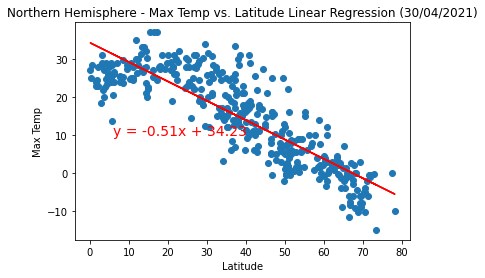 Northern Hemisphere - Max Temp vs. Latitude Linear Regression (30/04/2021)
Max Temp
30
20
10
0
−10
y = -0.51x + 34.23
0 10 20 30 40 50 60 70 80
Latitude